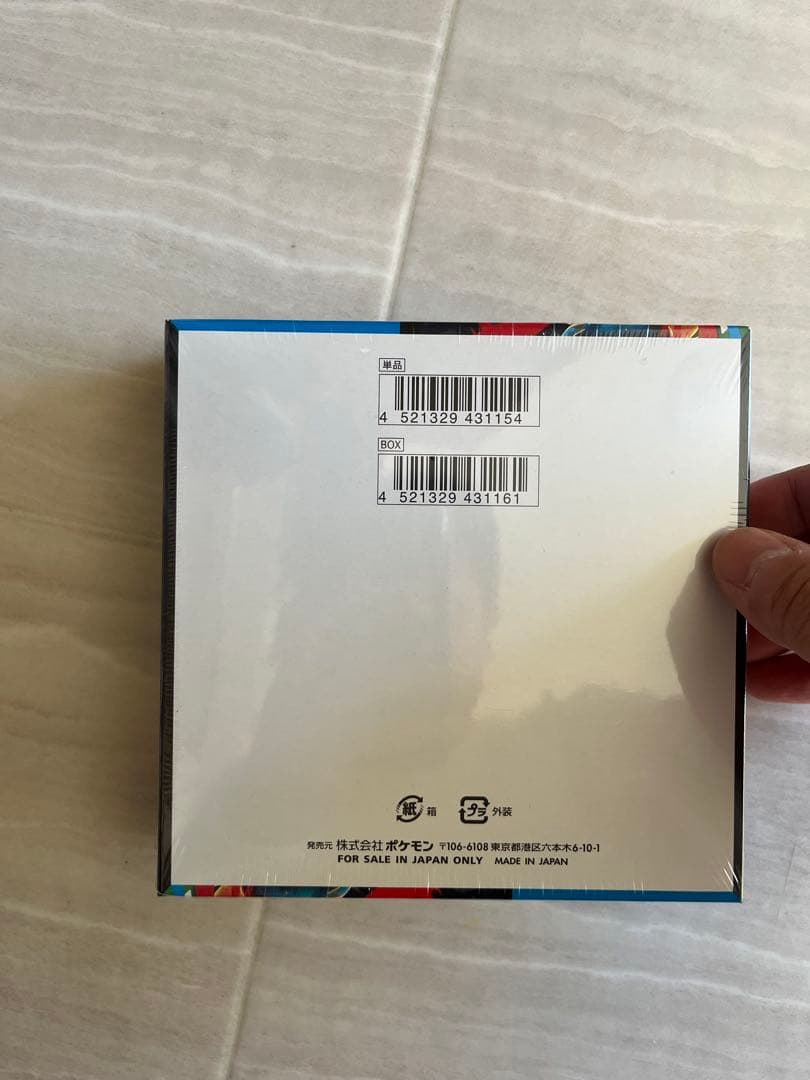 単品
4 521329 431154
BOX
4 521329 431161
紙 箱 プラ 外装
発売元 株式会社 ポケモン 〒106-6108 東京都港区六本木6-10-1
FOR SALE IN JAPAN ONLY MADE IN JAPAN